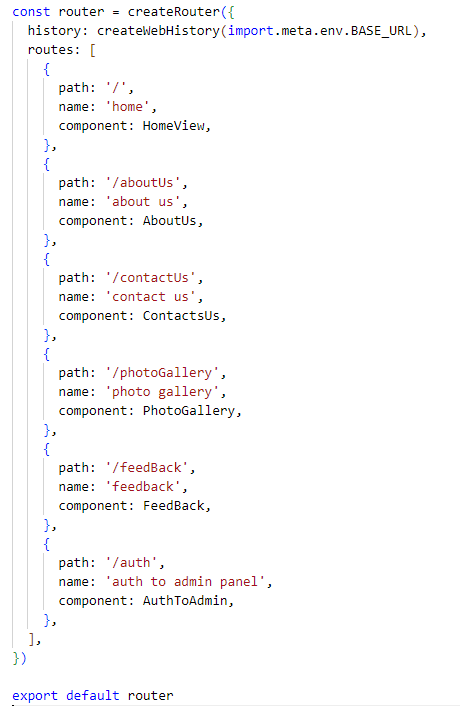 const router = createRouter({
  history: createWebHistory(import.meta.env.BASE_URL),
  routes: [
    {
      path: '/',
      name: 'home',
      component: HomeView,
    },
    {
      path: '/aboutUs',
      name: 'about us',
      component: AboutUs,
    },
    {
      path: '/contactUs',
      name: 'contact us',
      component: ContactsUs,
    },
    {
      path: '/photoGallery',
      name: 'photo gallery',
      component: PhotoGallery,
    },
    {
      path: '/feedBack',
      name: 'feedback',
      component: FeedBack,
    },
    {
      path: '/auth',
      name: 'auth to admin panel',
      component: AuthToAdmin,
    },
  ],
})

export default router